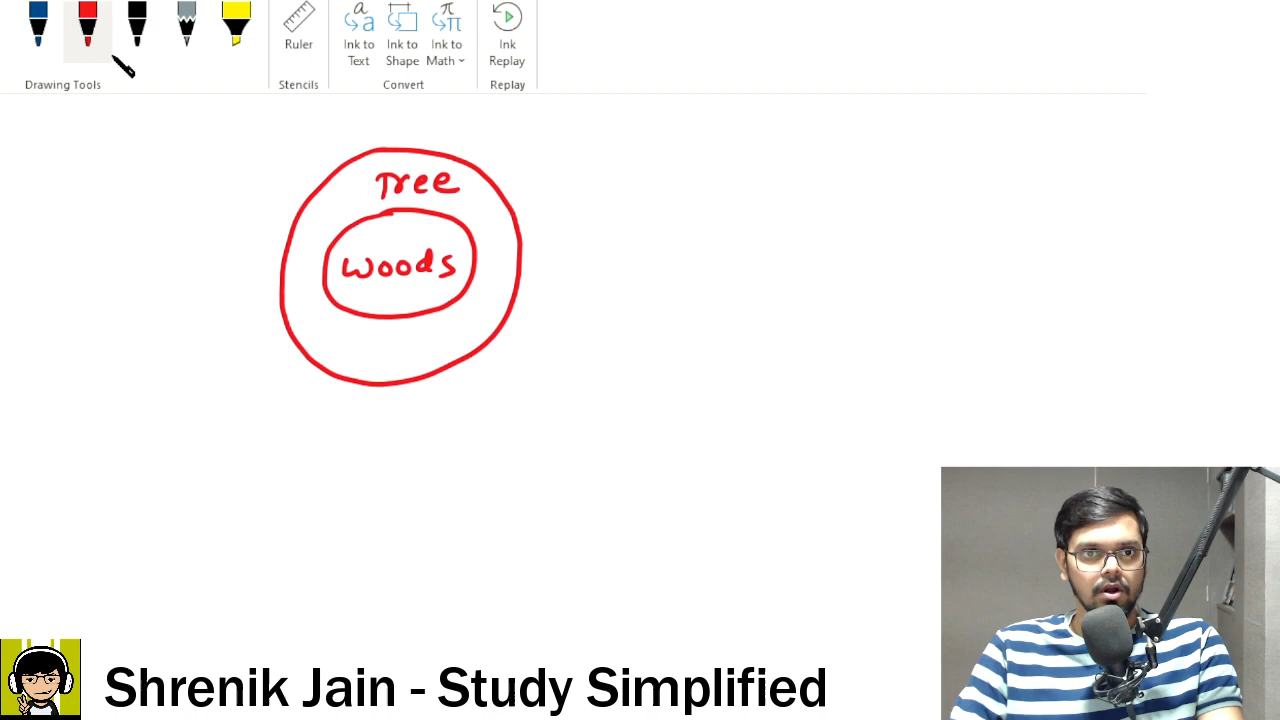 Drawing Tools
Ruler
Stencils
a
a
Ink to
Text
Ink to
Shape
π
π
Ink to
Math
Convert
Ink
Replay
Replay
Tree
woods
Shrenik Jain - Study Simplified